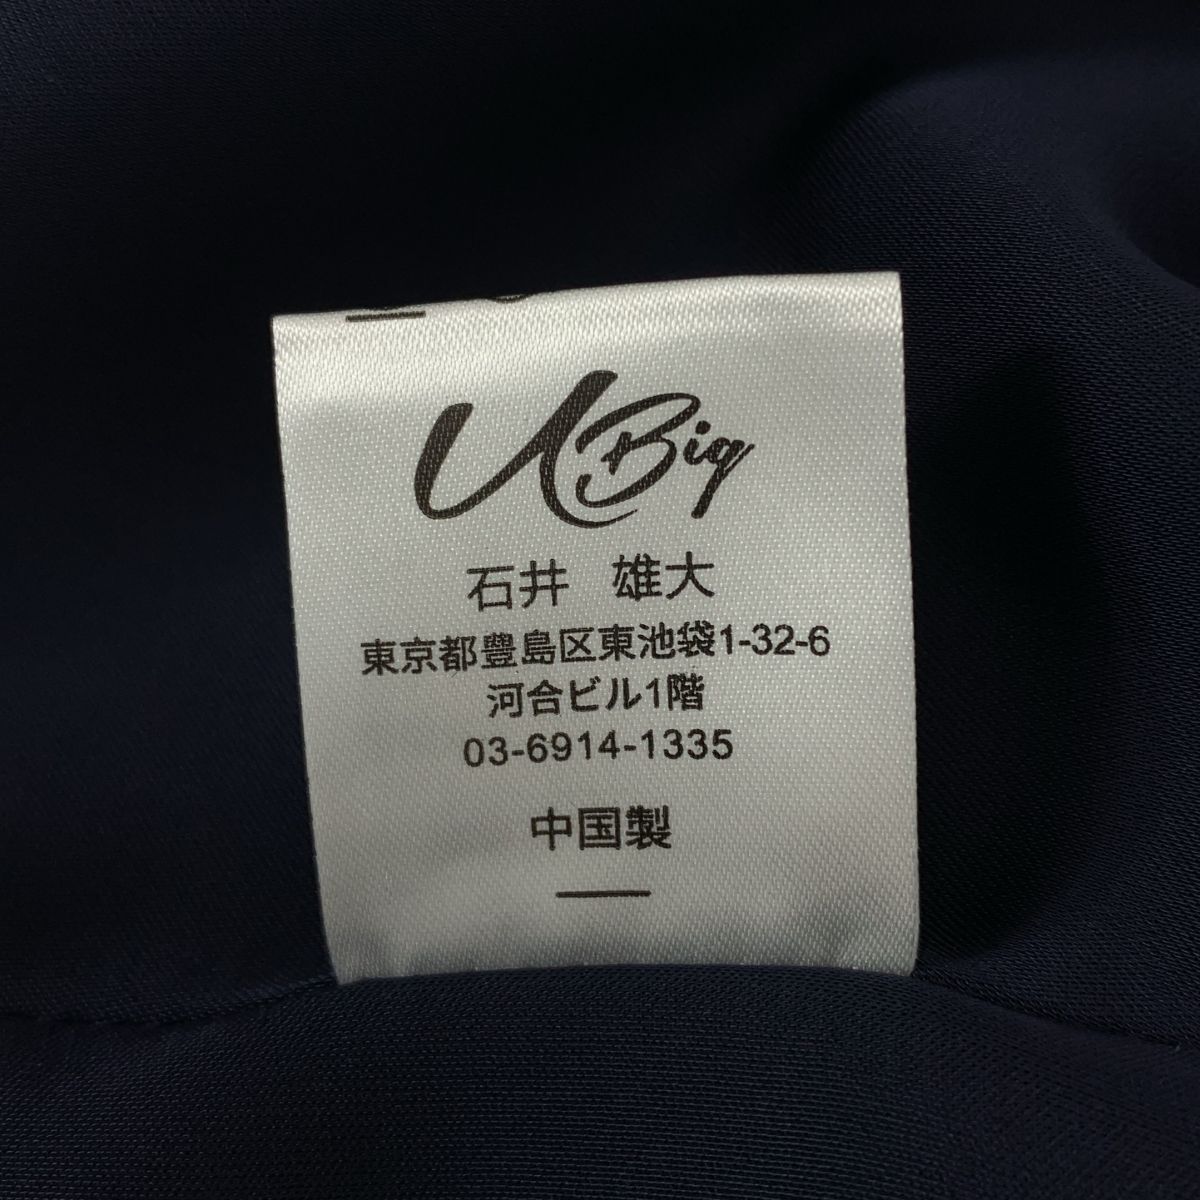 UBig
石井 雄大
東京都豊島区東池袋1-32-6
河合ビル1階
03-6914-1335
中国製